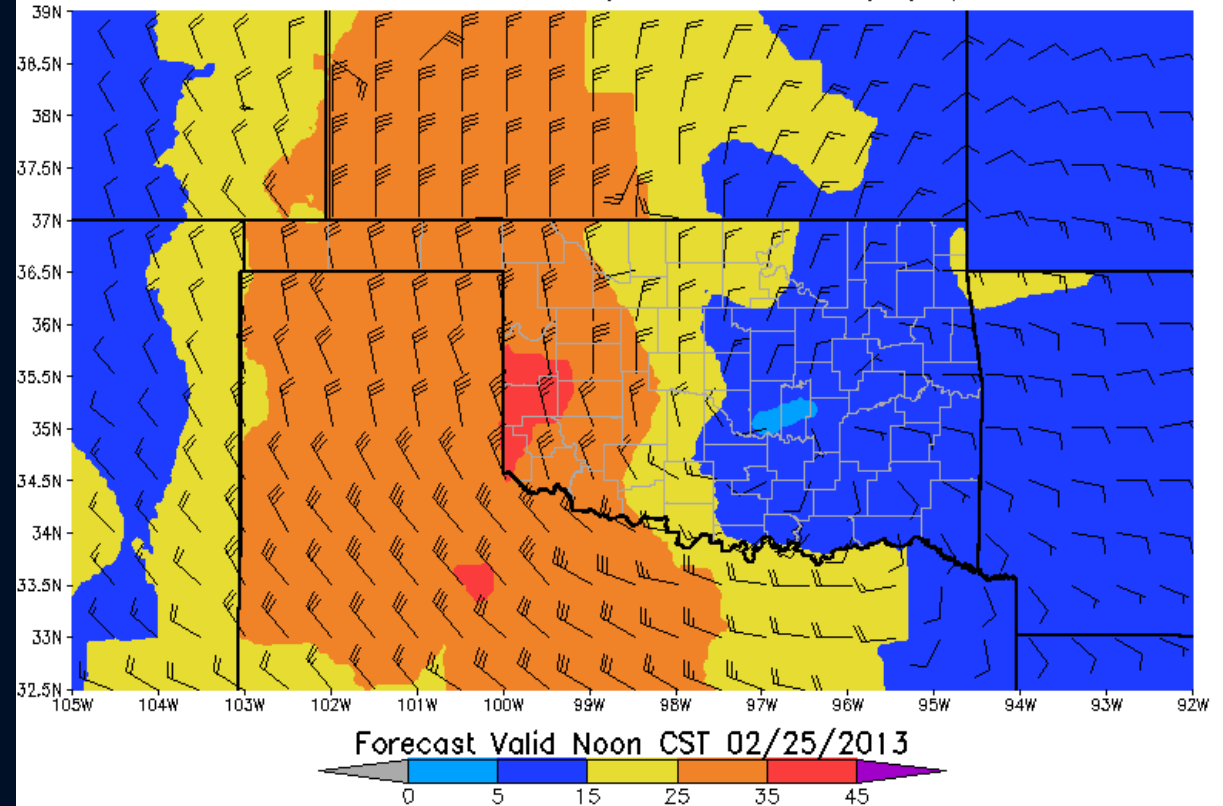 39N
38.5N
38N
37.5N
37N
36.5N
36N
35.5N
35N
34.5N
34N
33.5N
33N
32.5N
105W 104W 103W 102W 101W 100W 99W 98W 97W 96W 95W 94W 93W 92W
Forecast Valid Noon CST 02/25/2013
0 5 15 25 35 45